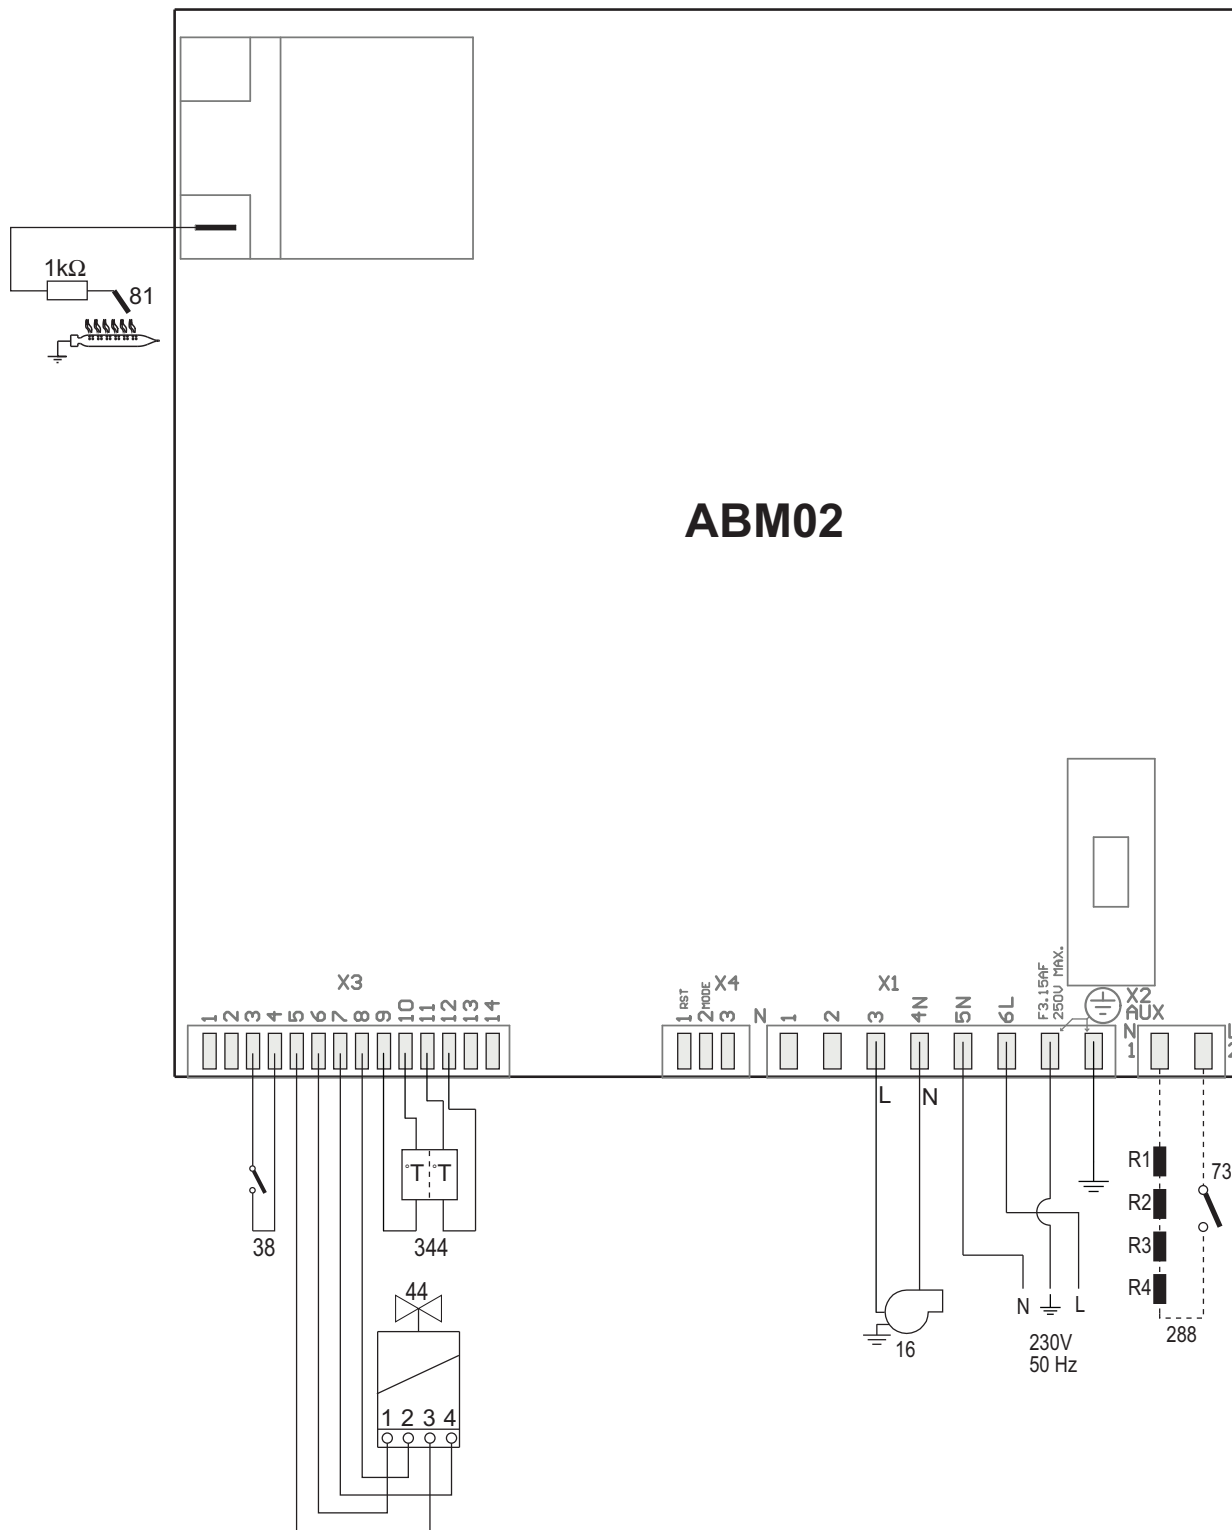 1kΩ
81
ABM02
F3.15AF
250V MAX.
X3
1 2 3 4 5 6 7 8 9 10 11 12 13 14
X4
1 RST
2 MODE
3
X1
N 1 2 3 4N 5N 6L
X2
AUX
N
1
L
2
L N
R1
R2
R3
R4
73
°T °T
38
344
44
N L
230V
50 Hz
16
288
1 2 3 4